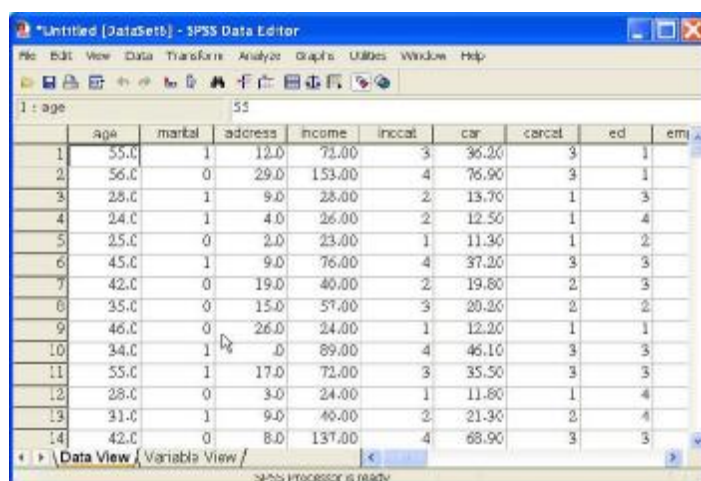 *Untitled [DataSet6] - SPSS Data Editor
File Edit View Data Transform Analyze Graphs Utilities Window Help
1 : age 55
age marital address income inccat car carcat ed emp
1 55.0 1 12.0 72.00 3 36.20 3 1
2 56.0 0 29.0 153.00 4 76.90 3 1
3 28.0 1 9.0 28.00 2 13.70 1 3
4 24.0 1 4.0 26.00 2 12.50 1 4
5 25.0 0 2.0 23.00 1 11.30 1 2
6 45.0 1 9.0 76.00 4 37.20 3 3
7 42.0 0 19.0 40.00 2 19.80 2 3
8 35.0 0 15.0 57.00 3 28.20 2 2
9 46.0 0 26.0 24.00 1 12.20 1 1
10 34.0 1 .0 89.00 4 46.10 3 3
11 55.0 1 17.0 72.00 3 35.50 3 3
12 28.0 0 3.0 24.00 1 11.80 1 4
13 31.0 1 9.0 40.00 2 21.30 2 4
14 42.0 0 8.0 137.00 4 68.90 3 3
Data View Variable View
SPSS Processor is ready